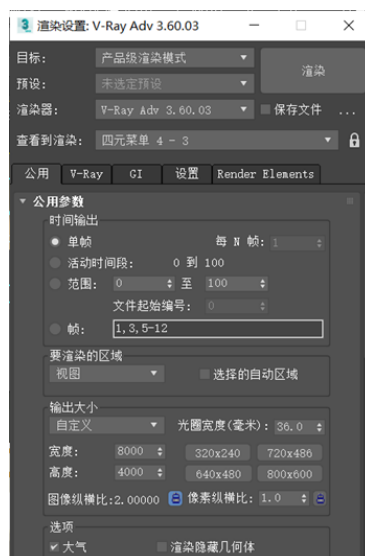 3 渲染设置: V-Ray Adv 3.60.03
目标: 产品级渲染模式 渲染
预设: 未选定预设
渲染器: V-Ray Adv 3.60.03 保存文件 ...
查看到渲染: 四元菜单 4 - 3
公用 V-Ray GI 设置 Render Elements
公用参数
时间输出
单帧 每 N 帧: 1
活动时间段: 0 到 100
范围: 0 至 100
文件起始编号: 0
帧: 1,3,5-12
要渲染的区域
视图 选择的自动区域
输出大小
自定义 光圈宽度(毫米): 36.0
宽度: 8000 320x240 720x486
高度: 4000 640x480 800x600
图像纵横比:2.00000 像素纵横比: 1.0
选项
大气 渲染隐藏几何体